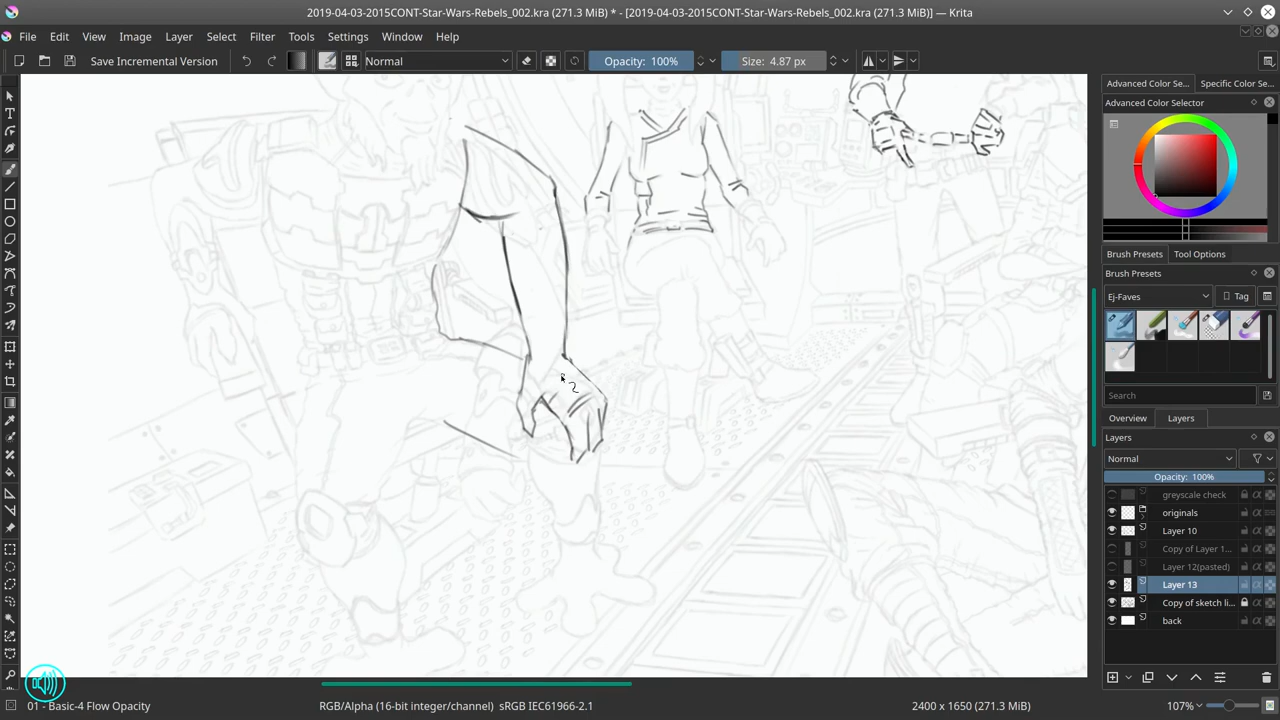 2019-04-03-2015CONT-Star-Wars-Rebels_002.kra (271.3 MiB) * - [2019-04-03-2015CONT-Star-Wars-Rebels_002.kra (271.3 MiB)] — Krita
File Edit View Image Layer Select Filter Tools Settings Window Help
Save Incremental Version Normal Opacity: 100% Size: 4.87 px
Advanced Color Se... Specific Color Se...
Advanced Color Selector
Brush Presets Tool Options
Brush Presets
Ej-Faves Tag
Search
Overview Layers
Layers
Normal
Opacity: 100%
greyscale check
originals
Layer 10
Copy of Layer 1...
Layer 12(pasted)
Layer 13
Copy of sketch li...
back
01 - Basic-4 Flow Opacity RGB/Alpha (16-bit integer/channel) sRGB IEC61966-2.1 2400 x 1650 (271.3 MiB) 107%